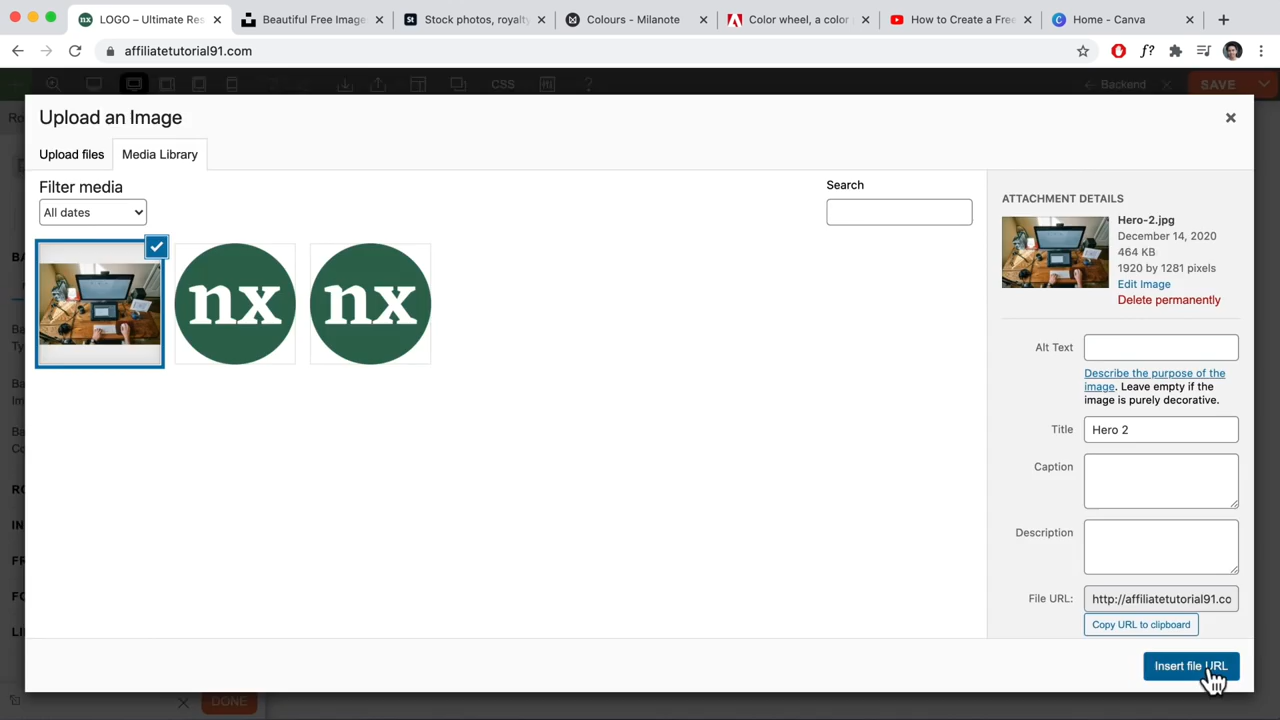 LOGO – Ultimate Res
Beautiful Free Image
St
Stock photos, royalty
Colours - Milanote
Color wheel, a color
How to Create a Free
C
Home - Canva
affiliatetutorial91.com
f?
CSS
?
Backend
SAVE
Upload an Image
Upload files
Media Library
Filter media
All dates
Search
nx
nx
ATTACHMENT DETAILS
Hero-2.jpg
December 14, 2020
464 KB
1920 by 1281 pixels
Edit Image
Delete permanently
Alt Text
Describe the purpose of the
image. Leave empty if the
image is purely decorative.
Title
Hero 2
Caption
Description
File URL:
http://affiliatetutorial91.co
Copy URL to clipboard
Insert file URL
DONE